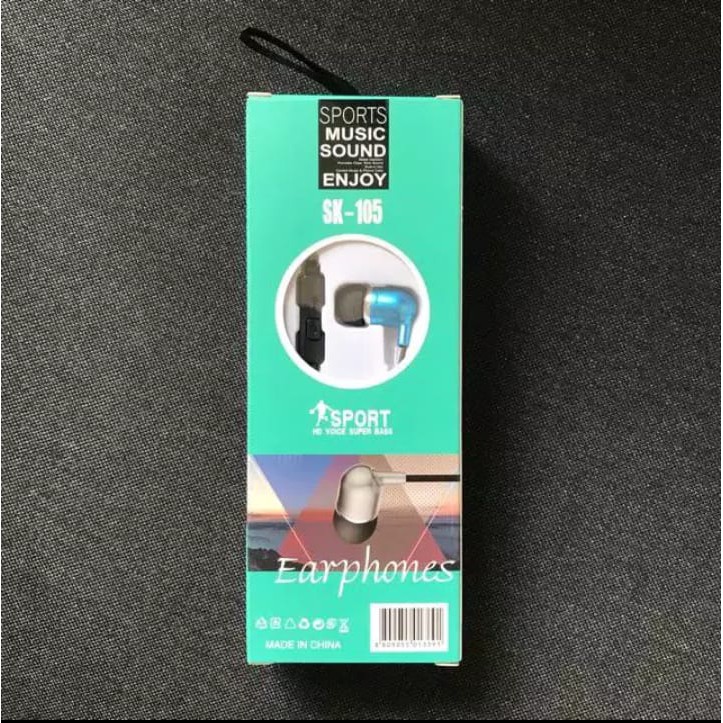 SPORTS
MUSIC
SOUND
ENJOY
SK-105
SPORT
HD VOICE SUPER BASS
Earphones
MADE IN CHINA